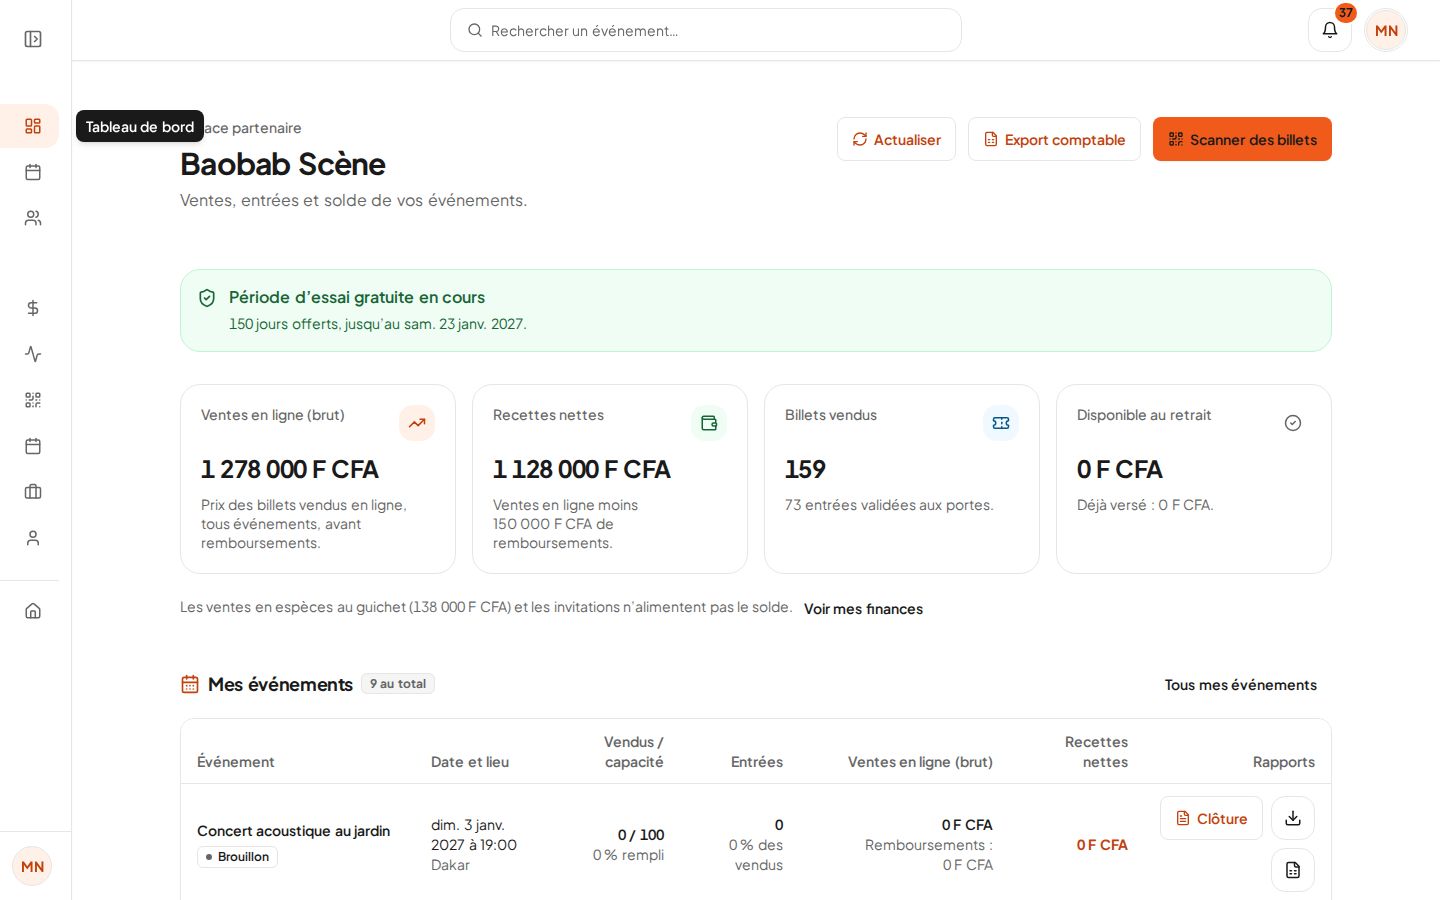 Rechercher un événement...
37
MN
Tableau de bord
ace partenaire
Baobab Scène
Ventes, entrées et solde de vos événements.
Actualiser
Export comptable
Scanner des billets
Période d’essai gratuite en cours
150 jours offerts, jusqu’au sam. 23 janv. 2027.
Ventes en ligne (brut)
1 278 000 F CFA
Prix des billets vendus en ligne,
tous événements, avant
remboursements.
Recettes nettes
1 128 000 F CFA
Ventes en ligne moins
150 000 F CFA de
remboursements.
Billets vendus
159
73 entrées validées aux portes.
Disponible au retrait
0 F CFA
Déjà versé : 0 F CFA.
Les ventes en espèces au guichet (138 000 F CFA) et les invitations n’alimentent pas le solde.
Voir mes finances
Mes événements
9 au total
Tous mes événements
Événement
Date et lieu
Vendus /
capacité
Entrées
Ventes en ligne (brut)
Recettes
nettes
Rapports
Concert acoustique au jardin
Brouillon
dim. 3 janv.
2027 à 19:00
Dakar
0 / 100
0 % rempli
0
0 % des
vendus
0 F CFA
Remboursements :
0 F CFA
0 F CFA
Clôture
MN